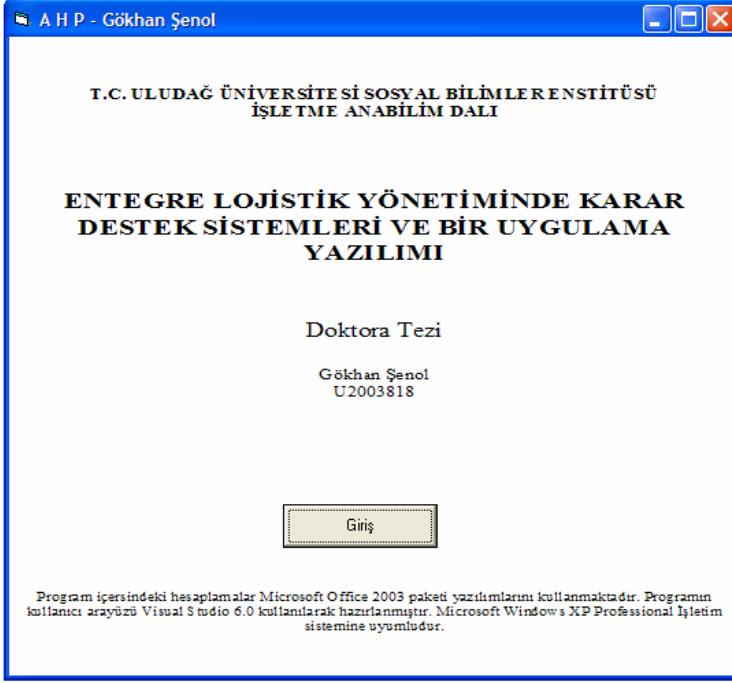 A H P - Gökhan Şenol
T.C. ULUDAĞ ÜNİVERSİTESİ SOSYAL BİLİMLER ENSTİTÜSÜ
İŞLETME ANABİLİM DALI
ENTEGRE LOJİSTİK YÖNETİMİNDE KARAR
DESTEK SİSTEMLERİ VE BİR UYGULAMA
YAZILIMI
Doktora Tezi
Gökhan Şenol
U2003818
Giriş
Program içersindeki hesaplamalar Microsoft Office 2003 paketi yazılımlarını kullanmaktadır. Programın
kullanıcı arayüzü Visual Studio 6.0 kullanılarak hazırlanmıştır. Microsoft Windows XP Professional İşletim
sistemine uyumludur.